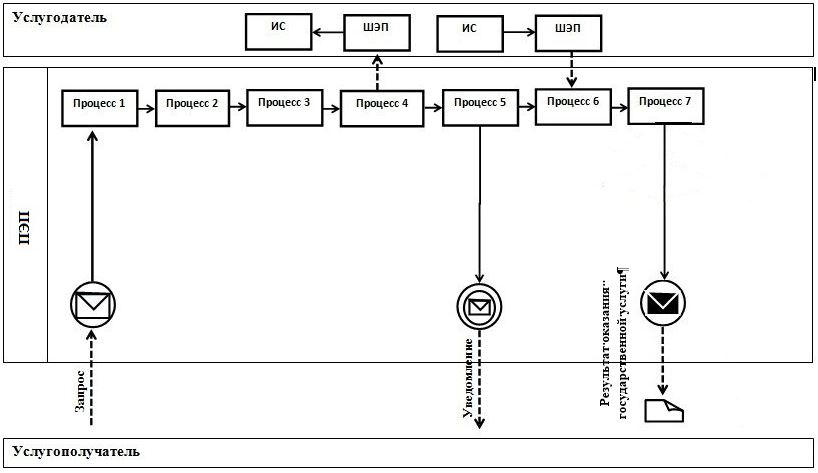 Услугодатель
ИС
ШЭП
ИС
ШЭП
ПЭП
Процесс 1
Процесс 2
Процесс 3
Процесс 4
Процесс 5
Процесс 6
Процесс 7
Запрос
Уведомление
Результат·оказания··
государственной·услуги¶
Услугополучатель